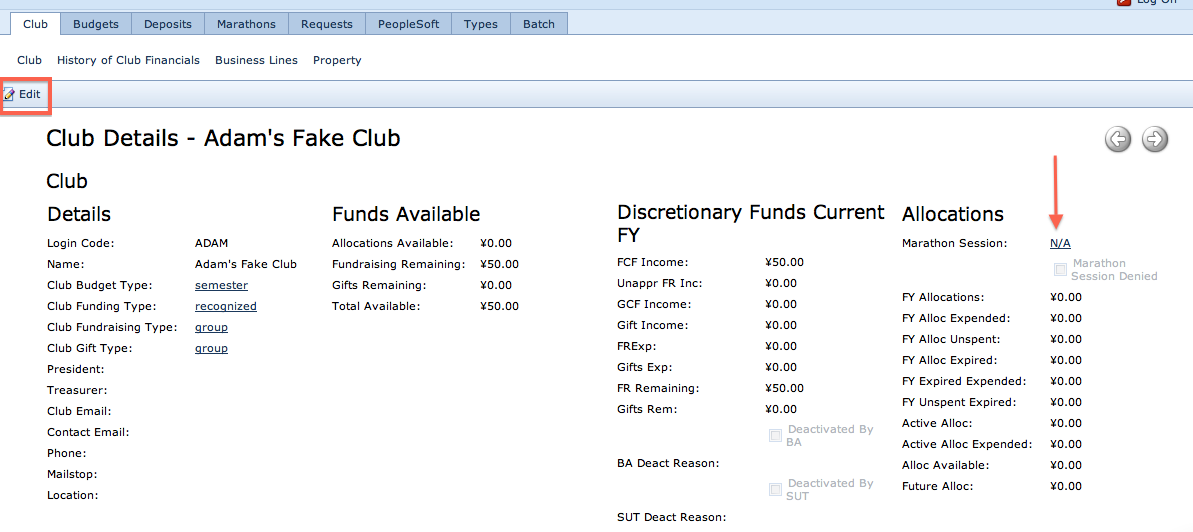 Log Off
Club Budgets Deposits Marathons Requests PeopleSoft Types Batch
Club History of Club Financials Business Lines Property
Edit
Club Details - Adam's Fake Club
Club
Details
Login Code: ADAM
Name: Adam's Fake Club
Club Budget Type: semester
Club Funding Type: recognized
Club Fundraising Type: group
Club Gift Type: group
President:
Treasurer:
Club Email:
Contact Email:
Phone:
Mailstop:
Location:
Funds Available
Allocations Available: ¥0.00
Fundraising Remaining: ¥50.00
Gifts Remaining: ¥0.00
Total Available: ¥50.00
Discretionary Funds Current
FY
FCF Income: ¥50.00
Unappr FR Inc: ¥0.00
GCF Income: ¥0.00
Gift Income: ¥0.00
FRExp: ¥0.00
Gifts Exp: ¥0.00
FR Remaining: ¥50.00
Gifts Rem: ¥0.00
Deactivated By
BA
BA Deact Reason:
Deactivated By
SUT
SUT Deact Reason:
Allocations
Marathon Session: N/A
Marathon
Session Denied
FY Allocations: ¥0.00
FY Alloc Expended: ¥0.00
FY Alloc Unspent: ¥0.00
FY Alloc Expired: ¥0.00
FY Expired Expended: ¥0.00
FY Unspent Expired: ¥0.00
Active Alloc: ¥0.00
Active Alloc Expended: ¥0.00
Alloc Available: ¥0.00
Future Alloc: ¥0.00